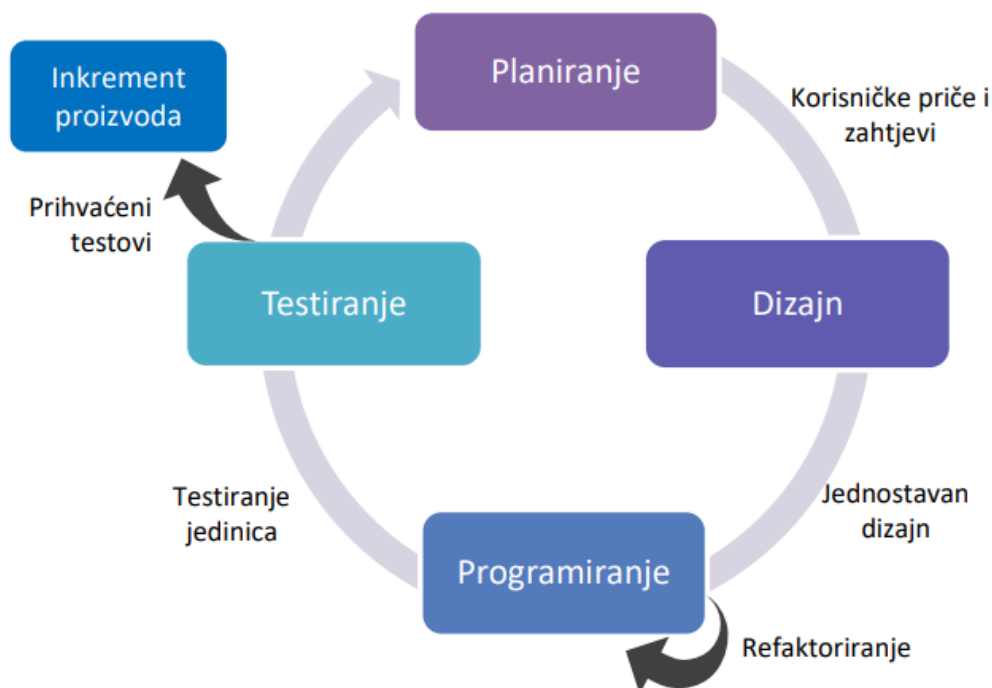 Planiranje
Inkrement
proizvoda
Korisničke priče i
zahtjevi
Prihvaćeni
testovi
Testiranje
Dizajn
Testiranje
jedinica
Jednostavan
dizajn
Programiranje
Refaktoriranje